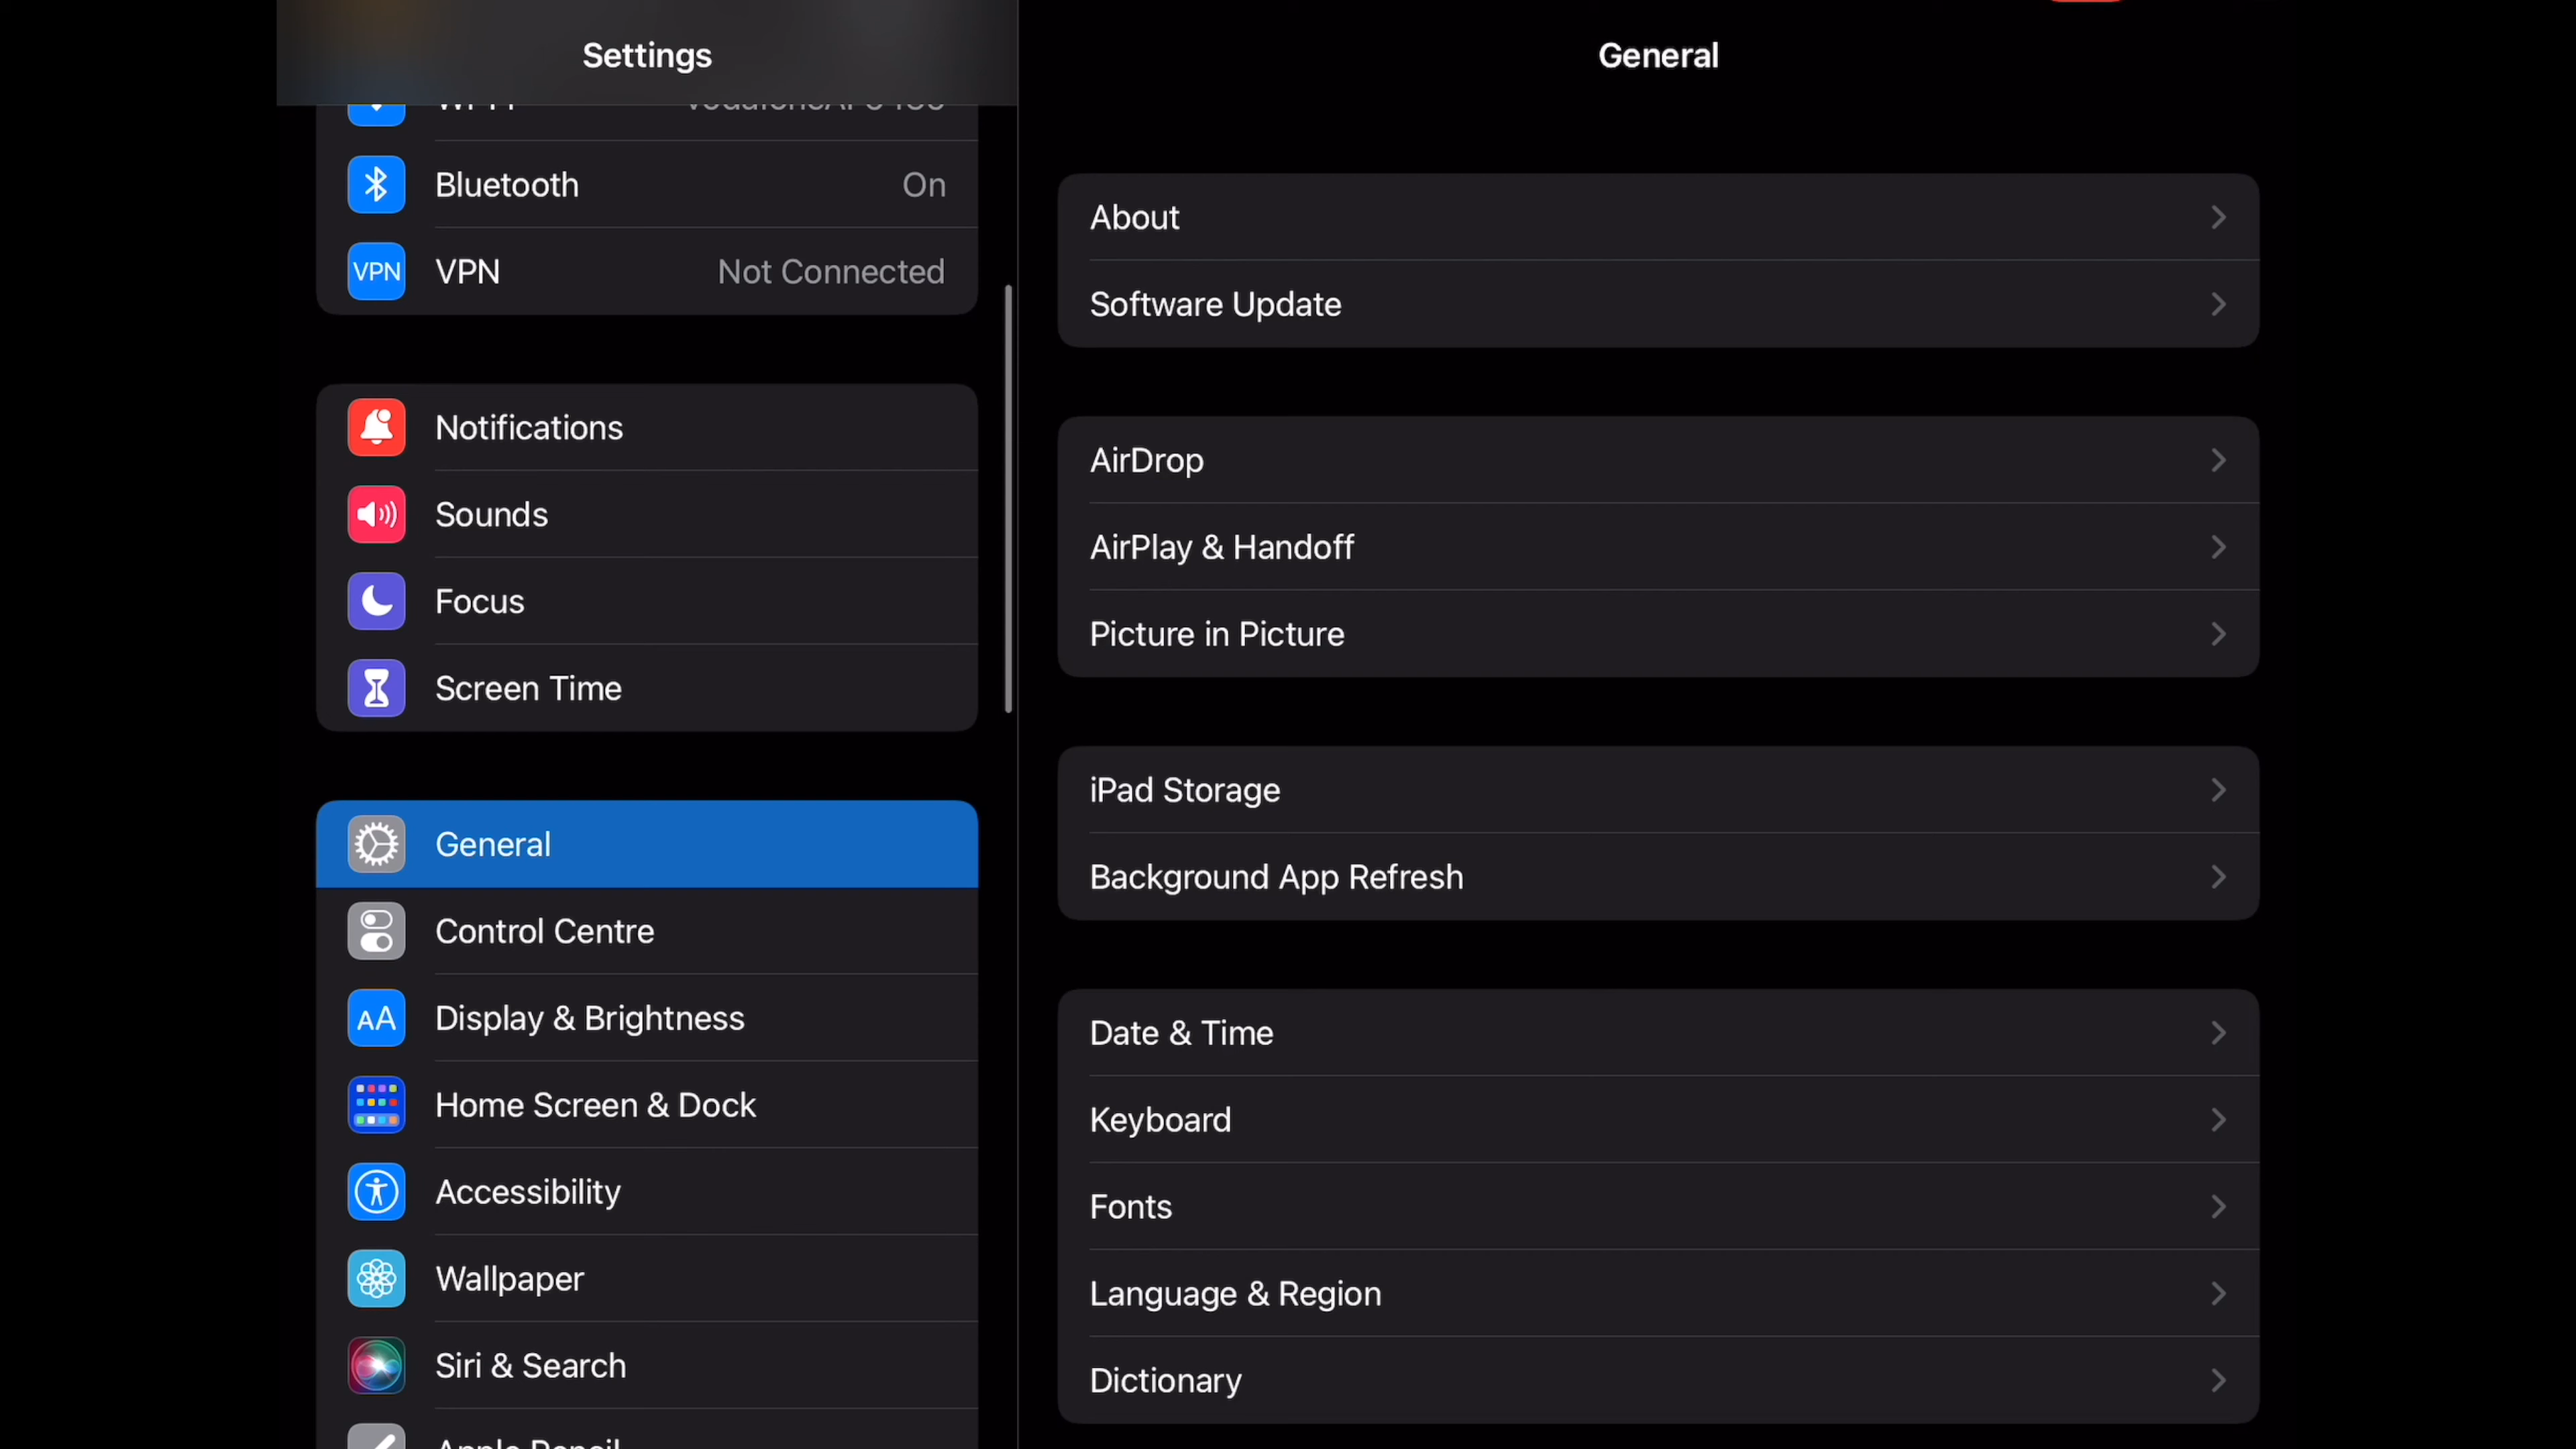 Settings
Bluetooth On
VPN VPN Not Connected
Notifications
Sounds
Focus
Screen Time
General
Control Centre
AA Display & Brightness
Home Screen & Dock
Accessibility
Wallpaper
Siri & Search
General
About
Software Update
AirDrop
AirPlay & Handoff
Picture in Picture
iPad Storage
Background App Refresh
Date & Time
Keyboard
Fonts
Language & Region
Dictionary